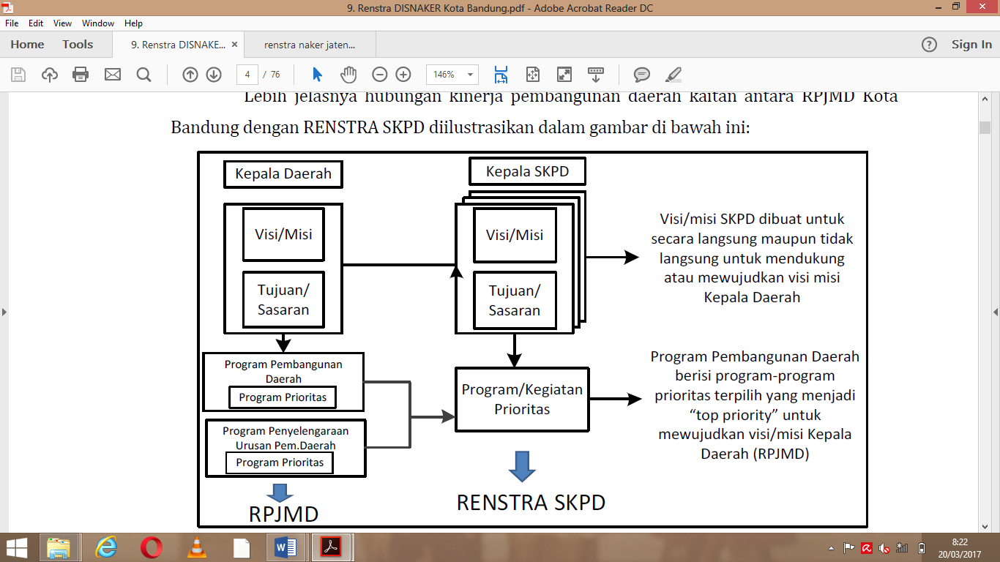 9. Renstra DISNAKER Kota Bandung.pdf - Adobe Acrobat Reader DC
File Edit View Window Help
Home Tools 9. Renstra DISNAKE... × renstra naker jaten... ? Sign In
4 / 76 146%
Lebih jelasnya hubungan kinerja pembangunan daerah kaitan antara RPJMD Kota
Bandung dengan RENSTRA SKPD diilustrasikan dalam gambar di bawah ini:
Kepala Daerah
Visi/Misi
Tujuan/
Sasaran
Program Pembangunan
Daerah
Program Prioritas
Program Penyelengaraan
Urusan Pem.Daerah
Program Prioritas
RPJMD
Kepala SKPD
Visi/Misi
Tujuan/
Sasaran
Program/Kegiatan
Prioritas
RENSTRA SKPD
Visi/misi SKPD dibuat untuk
secara langsung maupun tidak
langsung untuk mendukung
atau mewujudkan visi misi
Kepala Daerah
Program Pembangunan Daerah
berisi program-program
prioritas terpilih yang menjadi
“top priority” untuk
mewujudkan visi/misi Kepala
Daerah (RPJMD)
8:22
20/03/2017